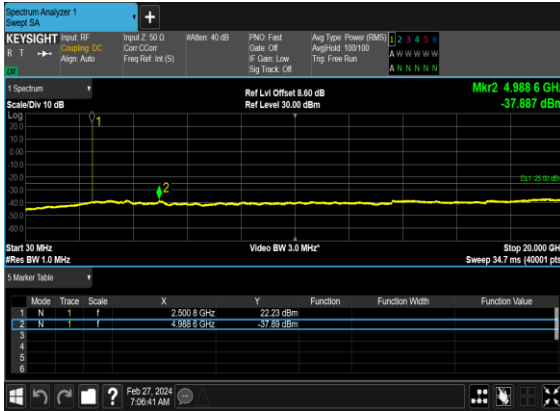 Spectrum Analyzer 1
Swept SA
KEYSIGHT Input: RF Input Z: 50 Ω #Atten: 40 dB PNO: Fast Avg Type: Power (RMS) 1 2 3 4 5 6
R T Coupling: DC Corr CCorr Gate: Off Avg|Hold: 100/100 A W W W W W
Align: Auto Freq Ref: Int (S) IF Gain: Low Trig: Free Run
Sig Track: Off A N N N N N
1 Spectrum Ref Lvl Offset 8.60 dB Mkr2 4.988 6 GHz
Scale/Div 10 dB Ref Level 30.00 dBm -37.887 dBm
Log
20.0
10.0
0.00
-10.0
-20.0
-30.0
-40.0
-50.0
-60.0
1
2
DL1 -25.00 dBm
Start 30 MHz Video BW 3.0 MHz* Stop 20.000 GH
#Res BW 1.0 MHz Sweep 34.7 ms (40001 pts
5 Marker Table
Mode Trace Scale X Y Function Function Width Function Value
1 N 1 f 2.500 8 GHz 22.23 dBm
2 N 1 f 4.988 6 GHz -37.89 dBm
3
4
5
6
Feb 27, 2024
7:06:41 AM